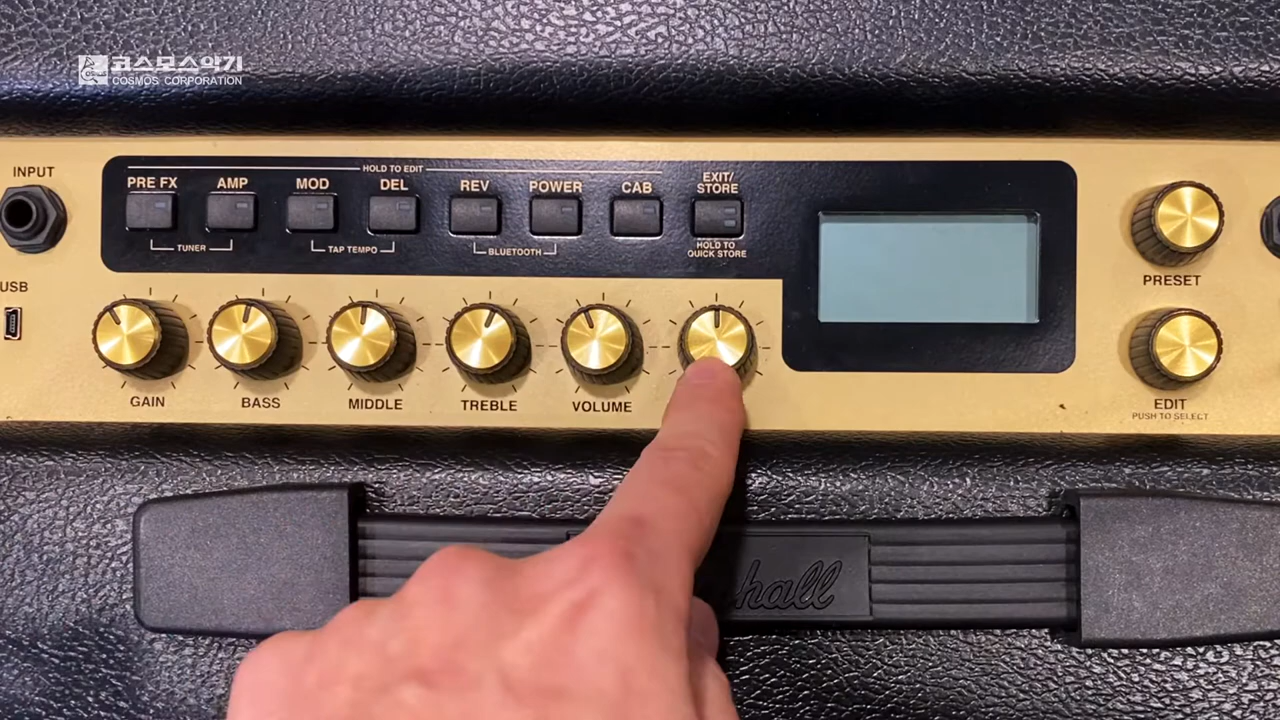 코스모스악기
COSMOS CORPORATION
INPUT
HOLD TO EDIT
PRE FX
AMP
MOD
DEL
REV
POWER
CAB
EXIT/
STORE
TUNER
TAP TEMPO
BLUETOOTH
HOLD TO
QUICK STORE
USB
GAIN
BASS
MIDDLE
TREBLE
VOLUME
PRESET
EDIT
PUSH TO SELECT
hall